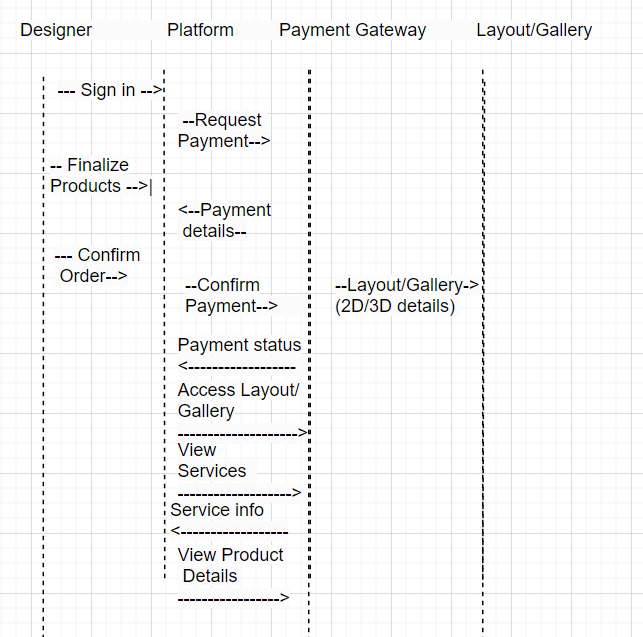 Designer Platform Payment Gateway Layout/Gallery
--- Sign in -->
--Request
Payment-->
-- Finalize
Products -->|
<--Payment
details--
--- Confirm
Order-->
--Confirm
Payment-->
--Layout/Gallery->
(2D/3D details)
Payment status
<------------------
Access Layout/
Gallery
-------------------->
View
Services
------------------->
Service info
<------------------
View Product
Details
----------------->